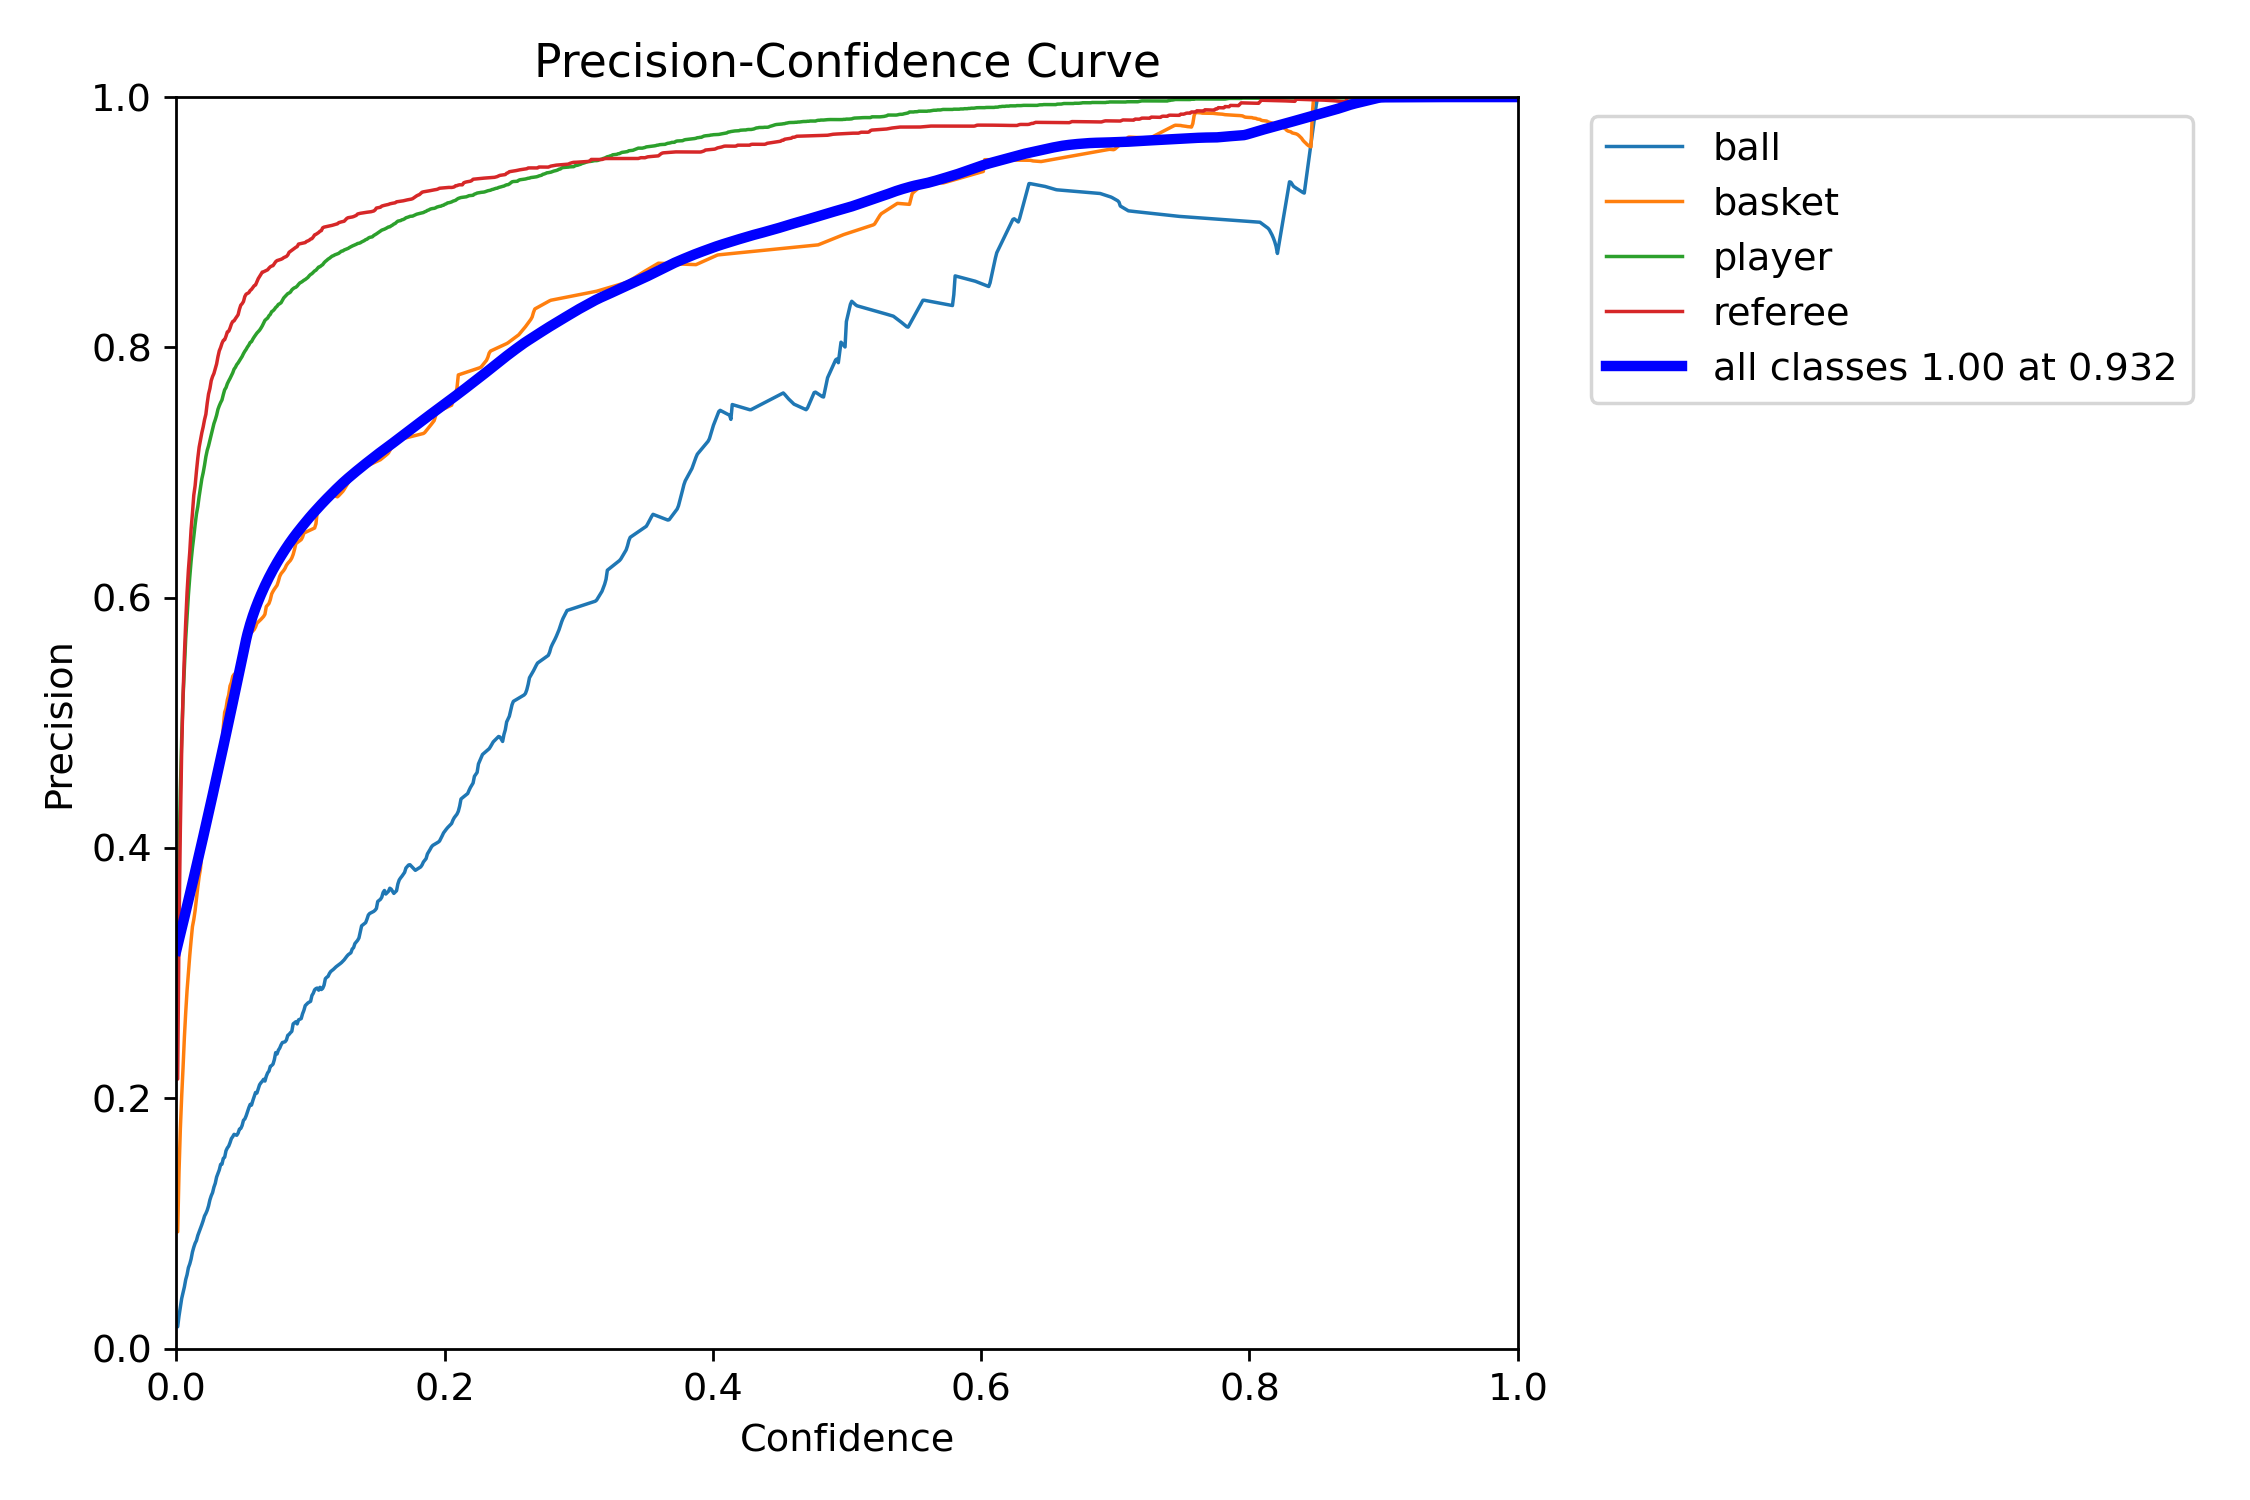 Precision-Confidence Curve
1.0
0.8
0.6
0.4
0.2
0.0
Precision
0.0 0.2 0.4 0.6 0.8 1.0
Confidence
ball
basket
player
referee
all classes 1.00 at 0.932